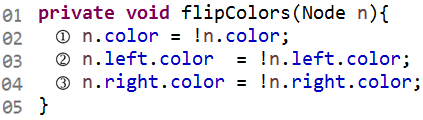 01 private void flipColors(Node n){
02 ① n.color = !n.color;
03 ② n.left.color  = !n.left.color;
04 ③ n.right.color = !n.right.color;
05 }